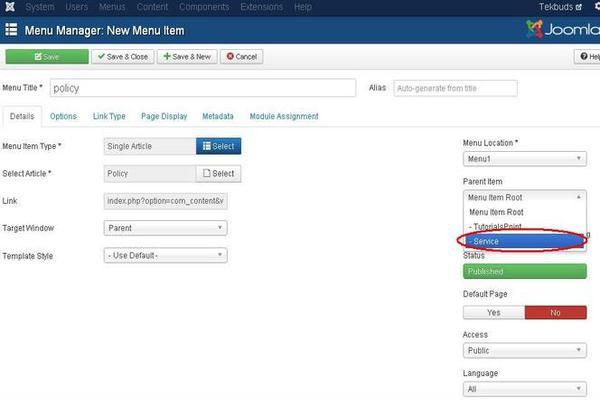 System Users Menus Content Components Extensions Help Tekbuds
Menu Manager: New Menu Item Joomla
Save Save & Close Save & New Cancel Help
Menu Title * policy Alias Auto-generate from title
Details Options Link Type Page Display Metadata Module Assignment
Menu Item Type * Single Article Select
Select Article * Policy Select
Link index.php?option=com_content&v
Target Window Parent
Template Style - Use Default -
Menu Location *
Menu1
Parent Item
Menu Item Root
Menu Item Root
- TutorialsPoint
- Service
Status
Published
Default Page
Yes No
Access
Public
Language
All